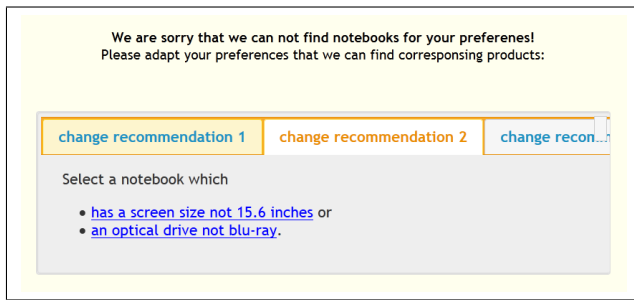 We are sorry that we can not find notebooks for your preferenes!
Please adapt your preferences that we can find corresponsing products:
change recommendation 1
change recommendation 2
change recom...
Select a notebook which
• has a screen size not 15.6 inches or
• an optical drive not blu-ray.